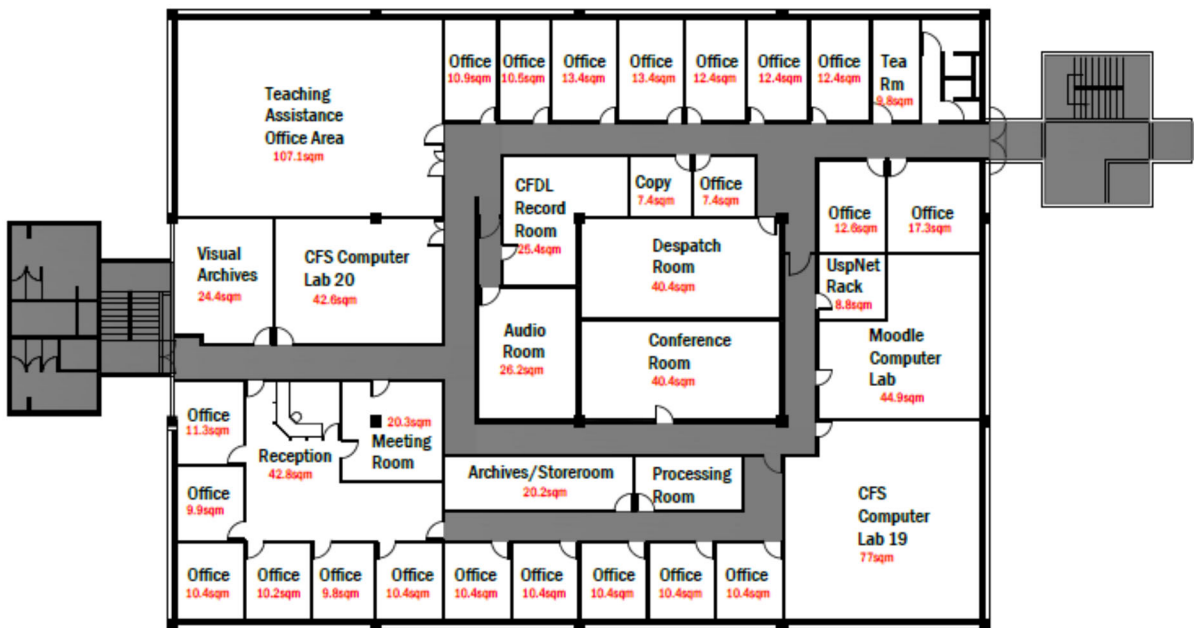 Office
10.9sqm
Office
10.6sqm
Office
13.4sqm
Office
13.4sqm
Office
12.4sqm
Office
12.4sqm
Office
12.4sqm
Tea
Rm
9.8sqm
Teaching
Assistance
Office Area
107.1sqm
CFDL
Record
Room
25.4sqm
Copy
7.4sqm
Office
7.4sqm
Office
12.6sqm
Office
17.3sqm
Visual
Archives
24.4sqm
CFS Computer
Lab 20
42.6sqm
Despatch
Room
40.4sqm
UspNet
Rack
8.8sqm
Audio
Room
26.2sqm
Conference
Room
40.4sqm
Moodle
Computer
Lab
44.9sqm
Office
11.3sqm
Reception
42.8sqm
20.3sqm
Meeting
Room
Office
9.9sqm
Archives/Storeroom
20.2sqm
Processing
Room
CFS
Computer
Lab 19
77sqm
Office
10.4sqm
Office
10.2sqm
Office
9.8sqm
Office
10.4sqm
Office
10.4sqm
Office
10.4sqm
Office
10.4sqm
Office
10.4sqm
Office
10.4sqm